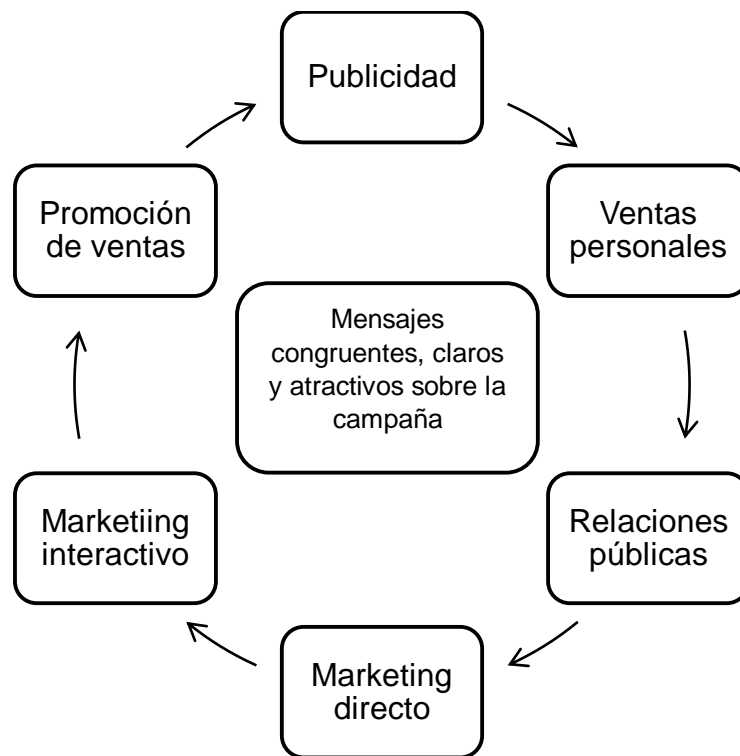 Publicidad
Ventas
personales
Relaciones
públicas
Marketing
directo
Marketiing
interactivo
Promoción
de ventas
Mensajes
congruentes, claros
y atractivos sobre la
campaña